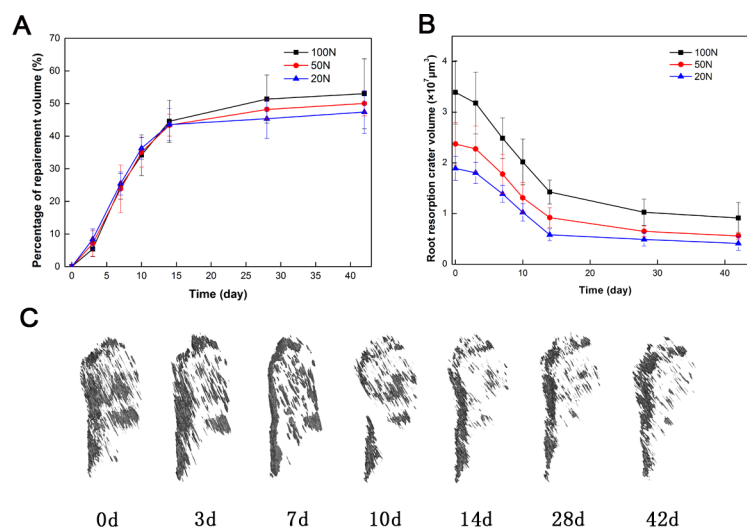 A
100N
50N
20N
Percentage of repairement volume (%)
60
50
40
30
20
10
0
0 5 10 15 20 25 30 35 40
Time (day)
B
100N
50N
20N
Root resorption crater volume (×10⁷μm³)
4
3
2
1
0
0 10 20 30 40
Time (day)
C
0d 3d 7d 10d 14d 28d 42d